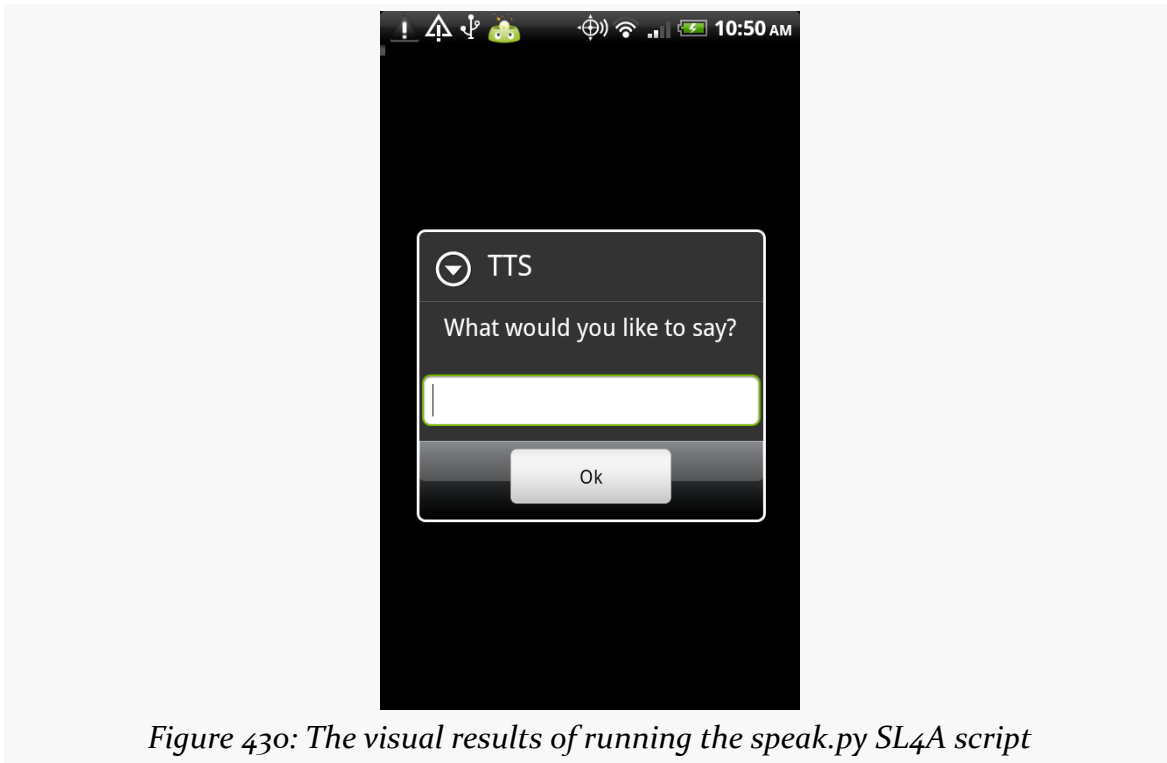 10:50 AM
TTS
What would you like to say?
Ok
Figure 430: The visual results of running the speak.py SL4A script